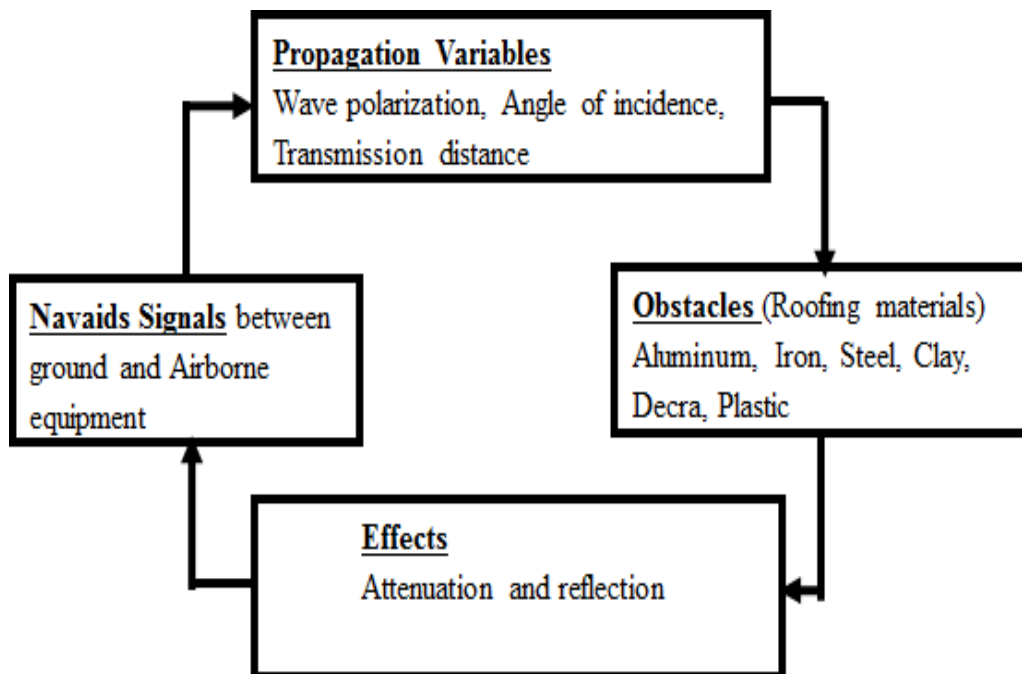 Propagation Variables
Wave polarization, Angle of incidence,
Transmission distance
Navaids Signals between
ground and Airborne
equipment
Obstacles (Roofing materials)
Aluminum, Iron, Steel, Clay,
Decra, Plastic
Effects
Attenuation and reflection